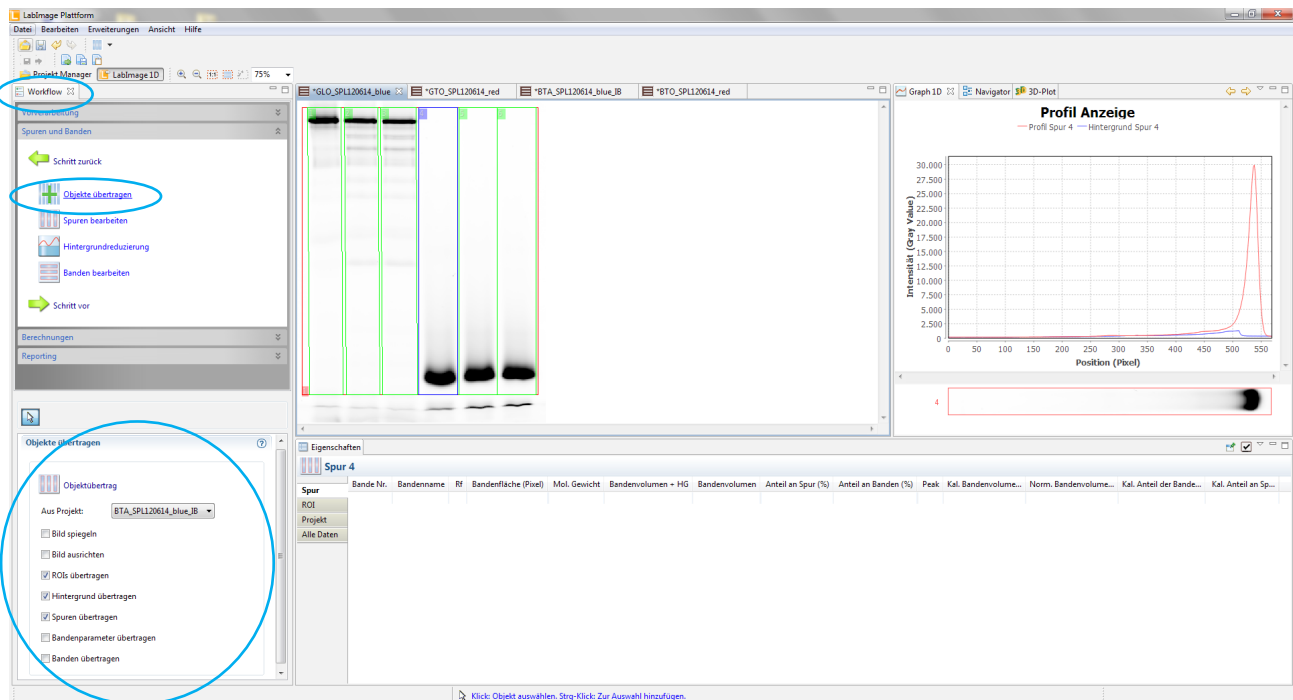 LabImage Plattform
Datei Bearbeiten Erweiterungen Ansicht Hilfe
Projekt Manager LabImage 1D 75%
Workflow
Vorverarbeitung
Spuren und Banden
Schritt zurück
Objekte übertragen
Spuren bearbeiten
Hintergrundreduzierung
Banden bearbeiten
Schritt vor
Berechnungen
Reporting
Objekte übertragen
Objektübertrag
Aus Projekt: BTA_SPL120614_blue_IB
Bild spiegeln
Bild ausrichten
ROIs übertragen
Hintergrund übertragen
Spuren übertragen
Bandenparameter übertragen
Banden übertragen
*GLO_SPL120614_blue *GTO_SPL120614_red *BTA_SPL120614_blue_IB *BTO_SPL120614_red
Graph 1D Navigator 3D-Plot
Profil Anzeige
Profil Spur 4 Hintergrund Spur 4
Intensität (Gray Value)
30.000
27.500
25.000
22.500
20.000
17.500
15.000
12.500
10.000
7.500
5.000
2.500
0
0 50 100 150 200 250 300 350 400 450 500 550
Position (Pixel)
4
Eigenschaften
Spur 4
Spur
ROI
Projekt
Alle Daten
Bande Nr. Bandenname Rf Bandenfläche (Pixel) Mol. Gewicht Bandenvolumen + HG Bandenvolumen Anteil an Spur (%) Anteil an Banden (%) Peak Kal. Bandenvolume... Norm. Bandenvolume... Kal. Anteil der Bande... Kal. Anteil an Sp...
Klick: Objekt auswählen. Strg-Klick: Zur Auswahl hinzufügen.